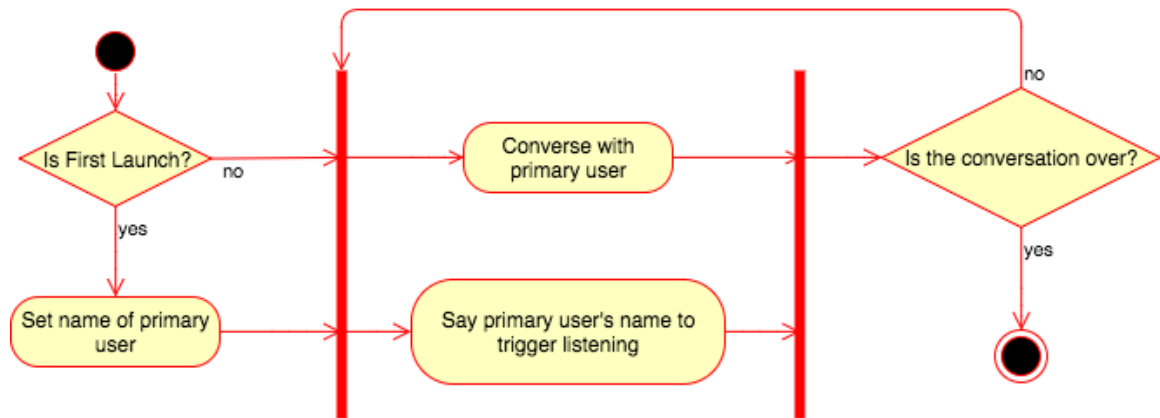 no
Is First Launch?
no
Converse with
primary user
Is the conversation over?
yes
yes
Set name of primary
user
Say primary user's name to
trigger listening